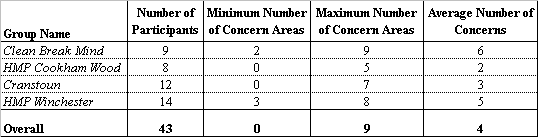 Group Name Number of Participants Minimum Number of Concern Areas Maximum Number of Concern Areas Average Number of Concerns
Clean Break Mind 9 2 9 6
HMP Cookham Wood 8 0 5 2
Cranstoun 12 0 7 3
HMP Winchester 14 3 8 5
Overall 43 0 9 4